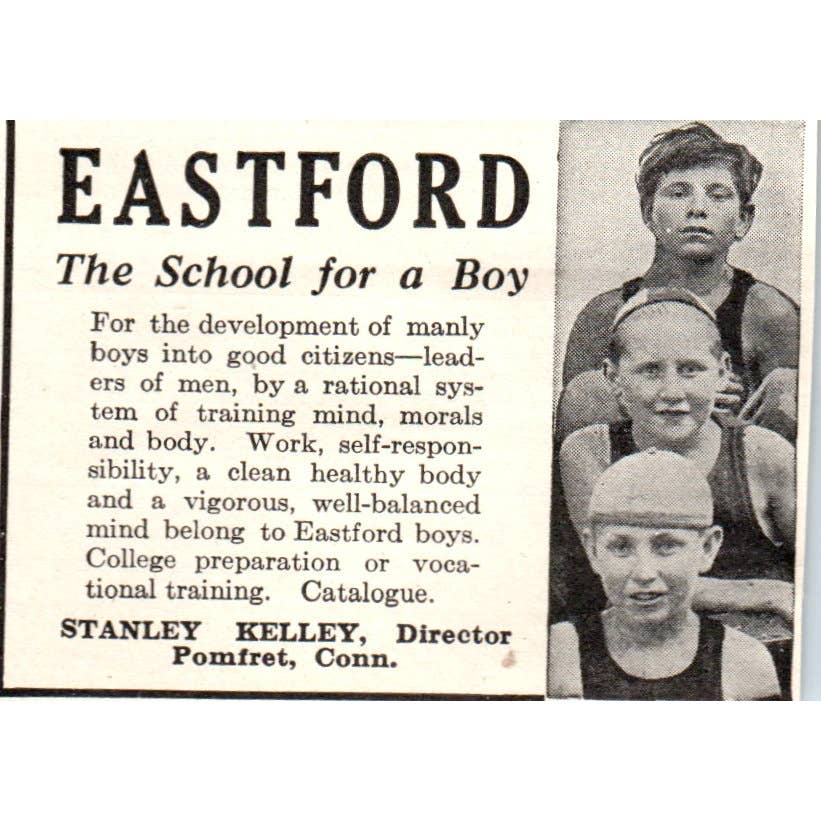 EASTFORD
The School for a Boy
For the development of manly
boys into good citizens—lead-
ers of men, by a rational sys-
tem of training mind, morals
and body. Work, self-respon-
sibility, a clean healthy body
and a vigorous, well-balanced
mind belong to Eastford boys.
College preparation or voca-
tional training. Catalogue.
STANLEY KELLEY, Director
Pomfret, Conn.